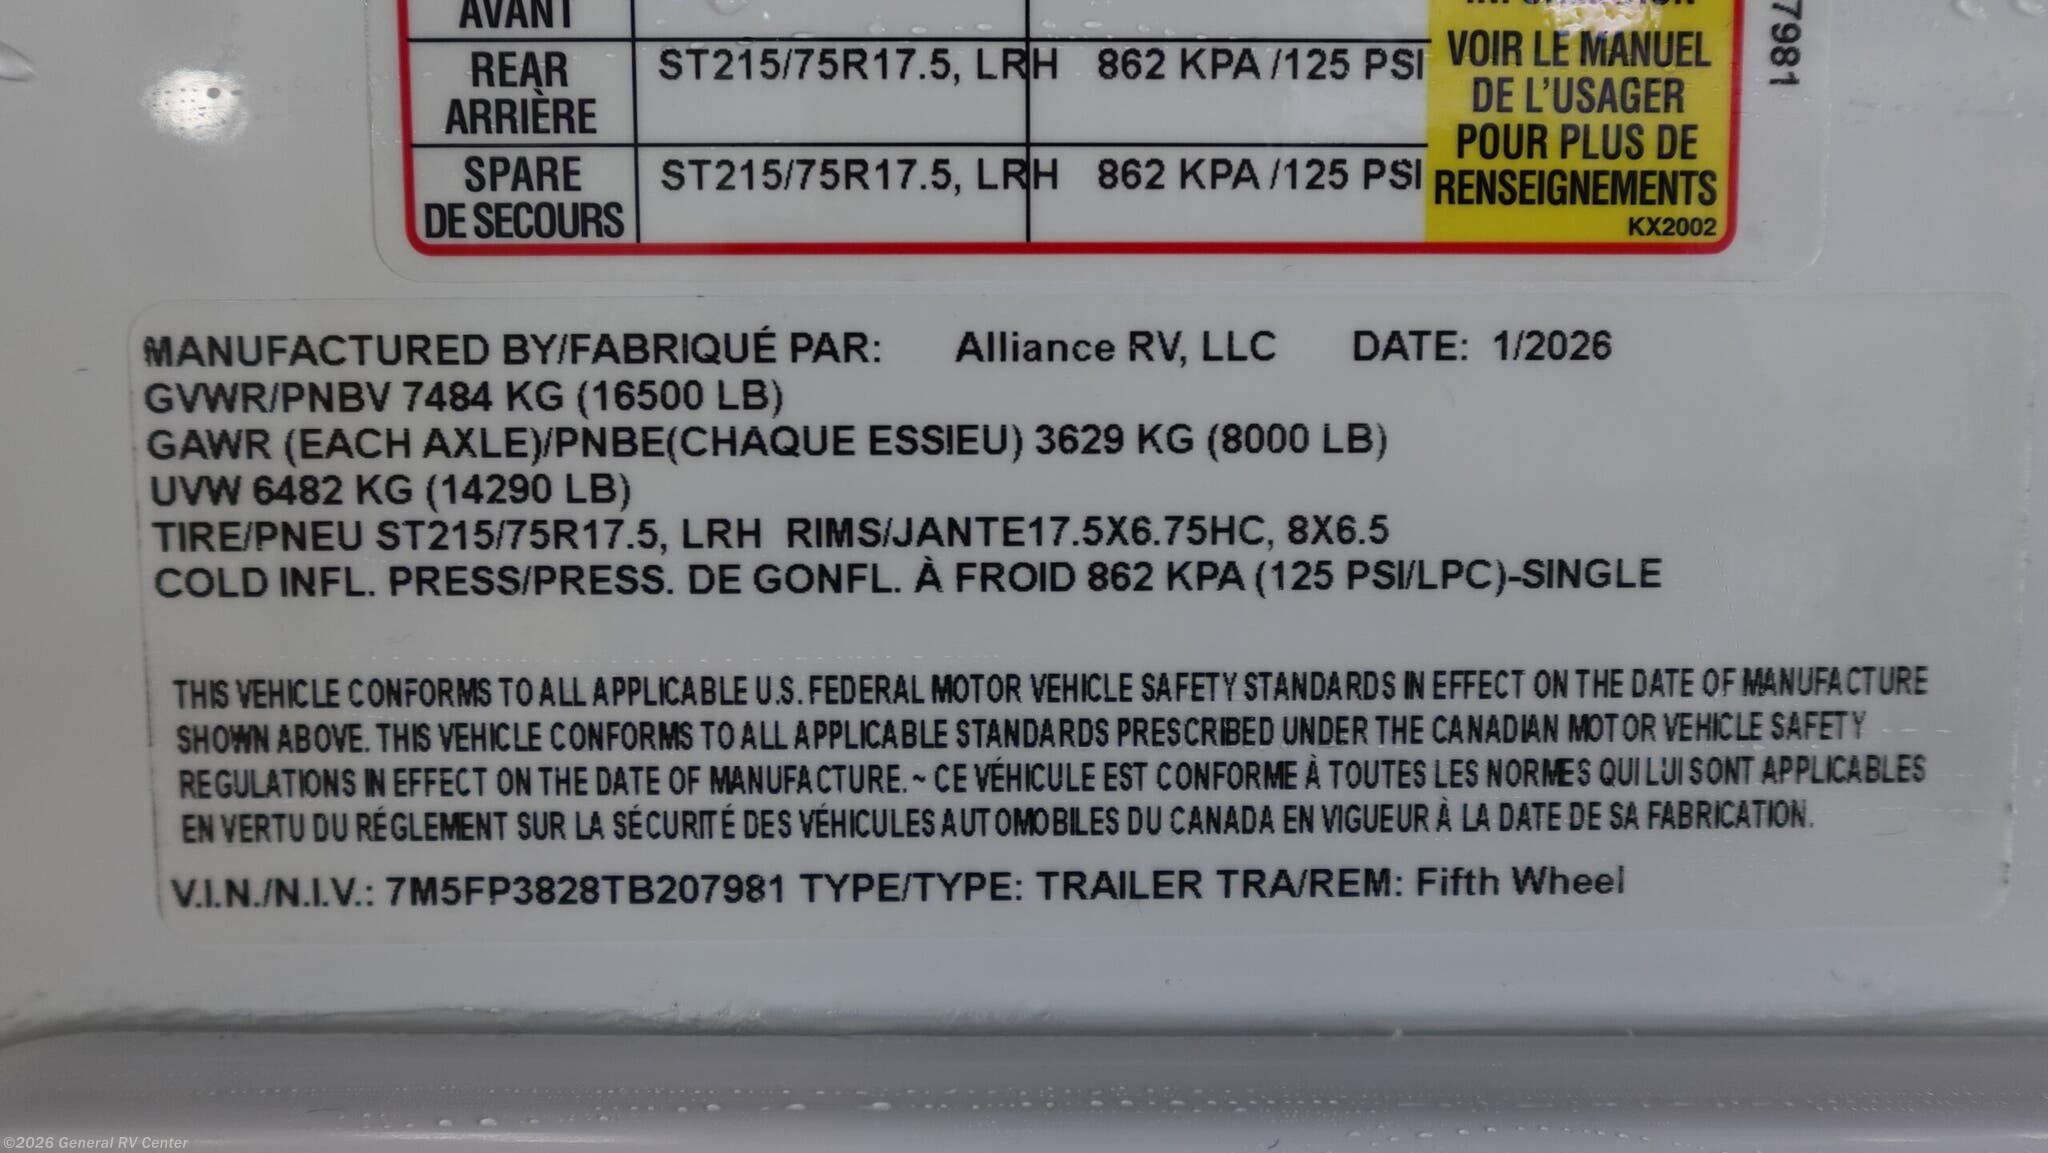 AVANT
REAR ST215/75R17.5, LRH 862 KPA /125 PSI
ARRIÈRE
SPARE ST215/75R17.5, LRH 862 KPA /125 PSI
DE SECOURS
VOIR LE MANUEL
DE L'USAGER
POUR PLUS DE
RENSEIGNEMENTS
KX2002
7981
MANUFACTURED BY/FABRIQUÉ PAR: Alliance RV, LLC DATE: 1/2026
GVWR/PNBV 7484 KG (16500 LB)
GAWR (EACH AXLE)/PNBE(CHAQUE ESSIEU) 3629 KG (8000 LB)
UVW 6482 KG (14290 LB)
TIRE/PNEU ST215/75R17.5, LRH RIMS/JANTE17.5X6.75HC, 8X6.5
COLD INFL. PRESS/PRESS. DE GONFL. À FROID 862 KPA (125 PSI/LPC)-SINGLE
THIS VEHICLE CONFORMS TO ALL APPLICABLE U.S. FEDERAL MOTOR VEHICLE SAFETY STANDARDS IN EFFECT ON THE DATE OF MANUFACTURE
SHOWN ABOVE. THIS VEHICLE CONFORMS TO ALL APPLICABLE STANDARDS PRESCRIBED UNDER THE CANADIAN MOTOR VEHICLE SAFETY
REGULATIONS IN EFFECT ON THE DATE OF MANUFACTURE. ~ CE VÉHICULE EST CONFORME À TOUTES LES NORMES QUI LUI SONT APPLICABLES
EN VERTU DU RÉGLEMENT SUR LA SÉCURITÉ DES VÉHICULES AUTOMOBILES DU CANADA EN VIGUEUR À LA DATE DE SA FABRICATION.
V.I.N./N.I.V.: 7M5FP3828TB207981 TYPE/TYPE: TRAILER TRA/REM: Fifth Wheel
©2026 General RV Center